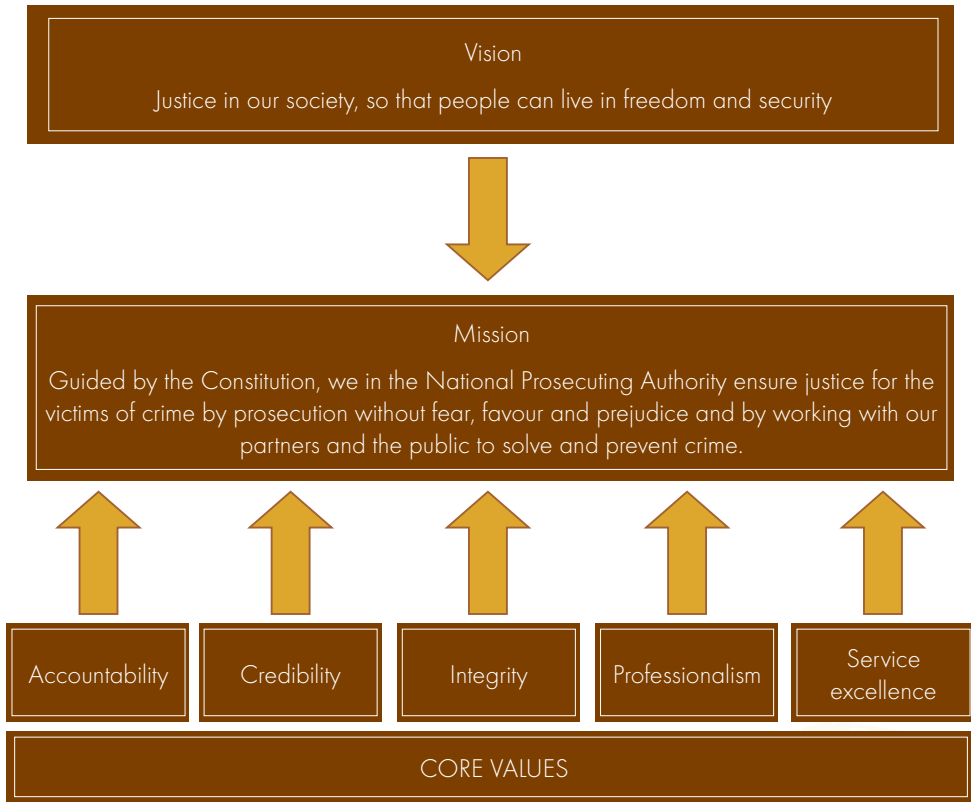 Vision
Justice in our society, so that people can live in freedom and security
Mission
Guided by the Constitution, we in the National Prosecuting Authority ensure justice for the
victims of crime by prosecution without fear, favour and prejudice and by working with our
partners and the public to solve and prevent crime.
Accountability
Credibility
Integrity
Professionalism
Service
excellence
CORE VALUES